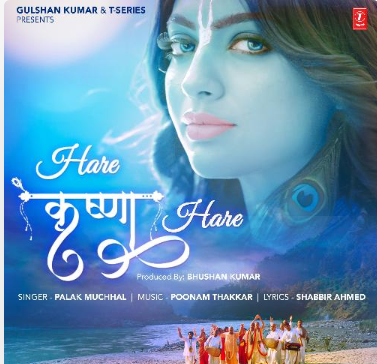 GULSHAN KUMAR & T-SERIES
PRESENTS
Hare
कृष्णा
Hare
Produced By: BHUSHAN KUMAR
SINGER - PALAK MUCHHAL | MUSIC - POONAM THAKKAR | LYRICS - SHABBIR AHMED